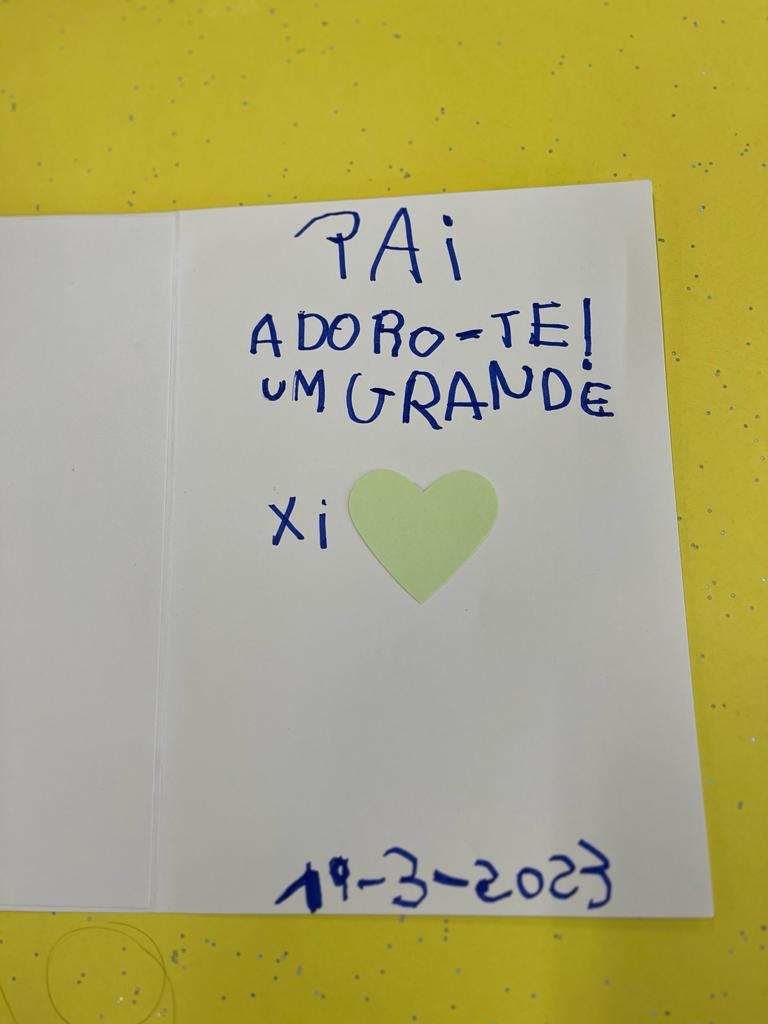 PAi
ADORO-TE!
UM GRANDE
Xi
19-3-2023